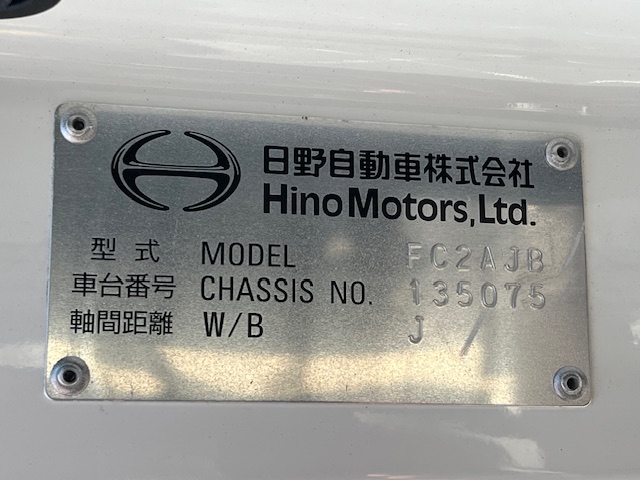 日野自動車株式会社
Hino Motors, Ltd.
型式 MODEL FC2AJB
車台番号 CHASSIS NO. 135075
軸間距離 W/B J